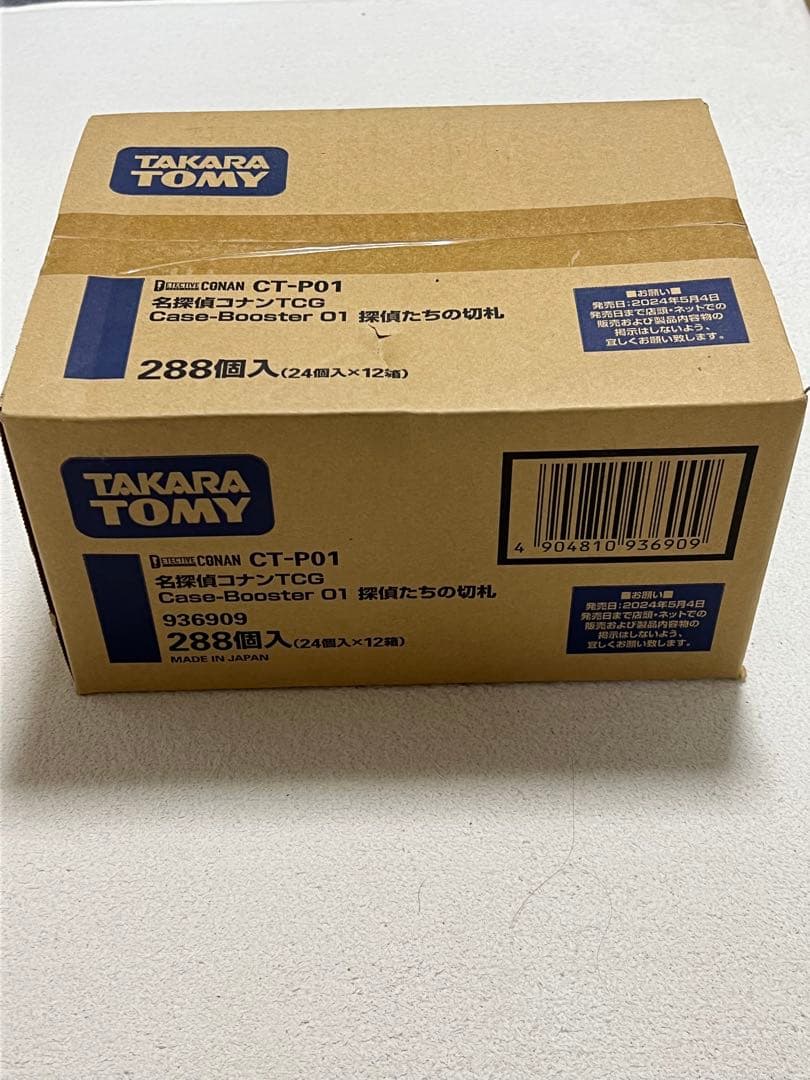 TAKARA
TOMY
DETECTIVE CONAN CT-P01
名探偵コナンTCG
Case-Booster 01 探偵たちの切札
288個入(24個入×12箱)
■お願い■
発売日:2024年5月4日
発売日まで店頭・ネットでの
販売および製品内容物の
掲示はしないよう、
宜しくお願い致します。
TAKARA
TOMY
DETECTIVE CONAN CT-P01
名探偵コナンTCG
Case-Booster 01 探偵たちの切札
936909
288個入(24個入×12箱)
MADE IN JAPAN
4 904810 936909
■お願い■
発売日:2024年5月4日
発売日まで店頭・ネットでの
販売および製品内容物の
掲示はしないよう、
宜しくお願い致します。